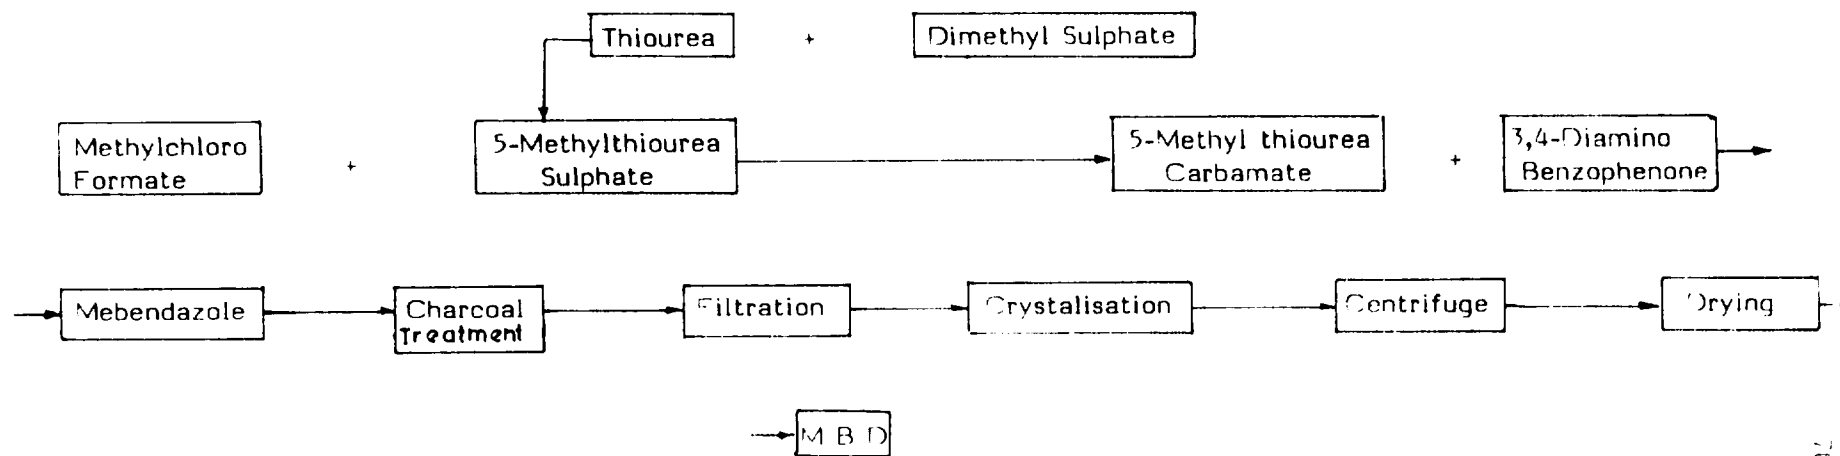 Thiourea + Dimethyl Sulphate
Methylchloro
Formate
+
5-Methylthiourea
Sulphate
5-Methyl thiourea
Carbamate
+
3,4-Diamino
Benzophenone
Mebendazole
Charcoal
Treatment
Filtration
Crystalisation
Centrifuge
Drying
M B D